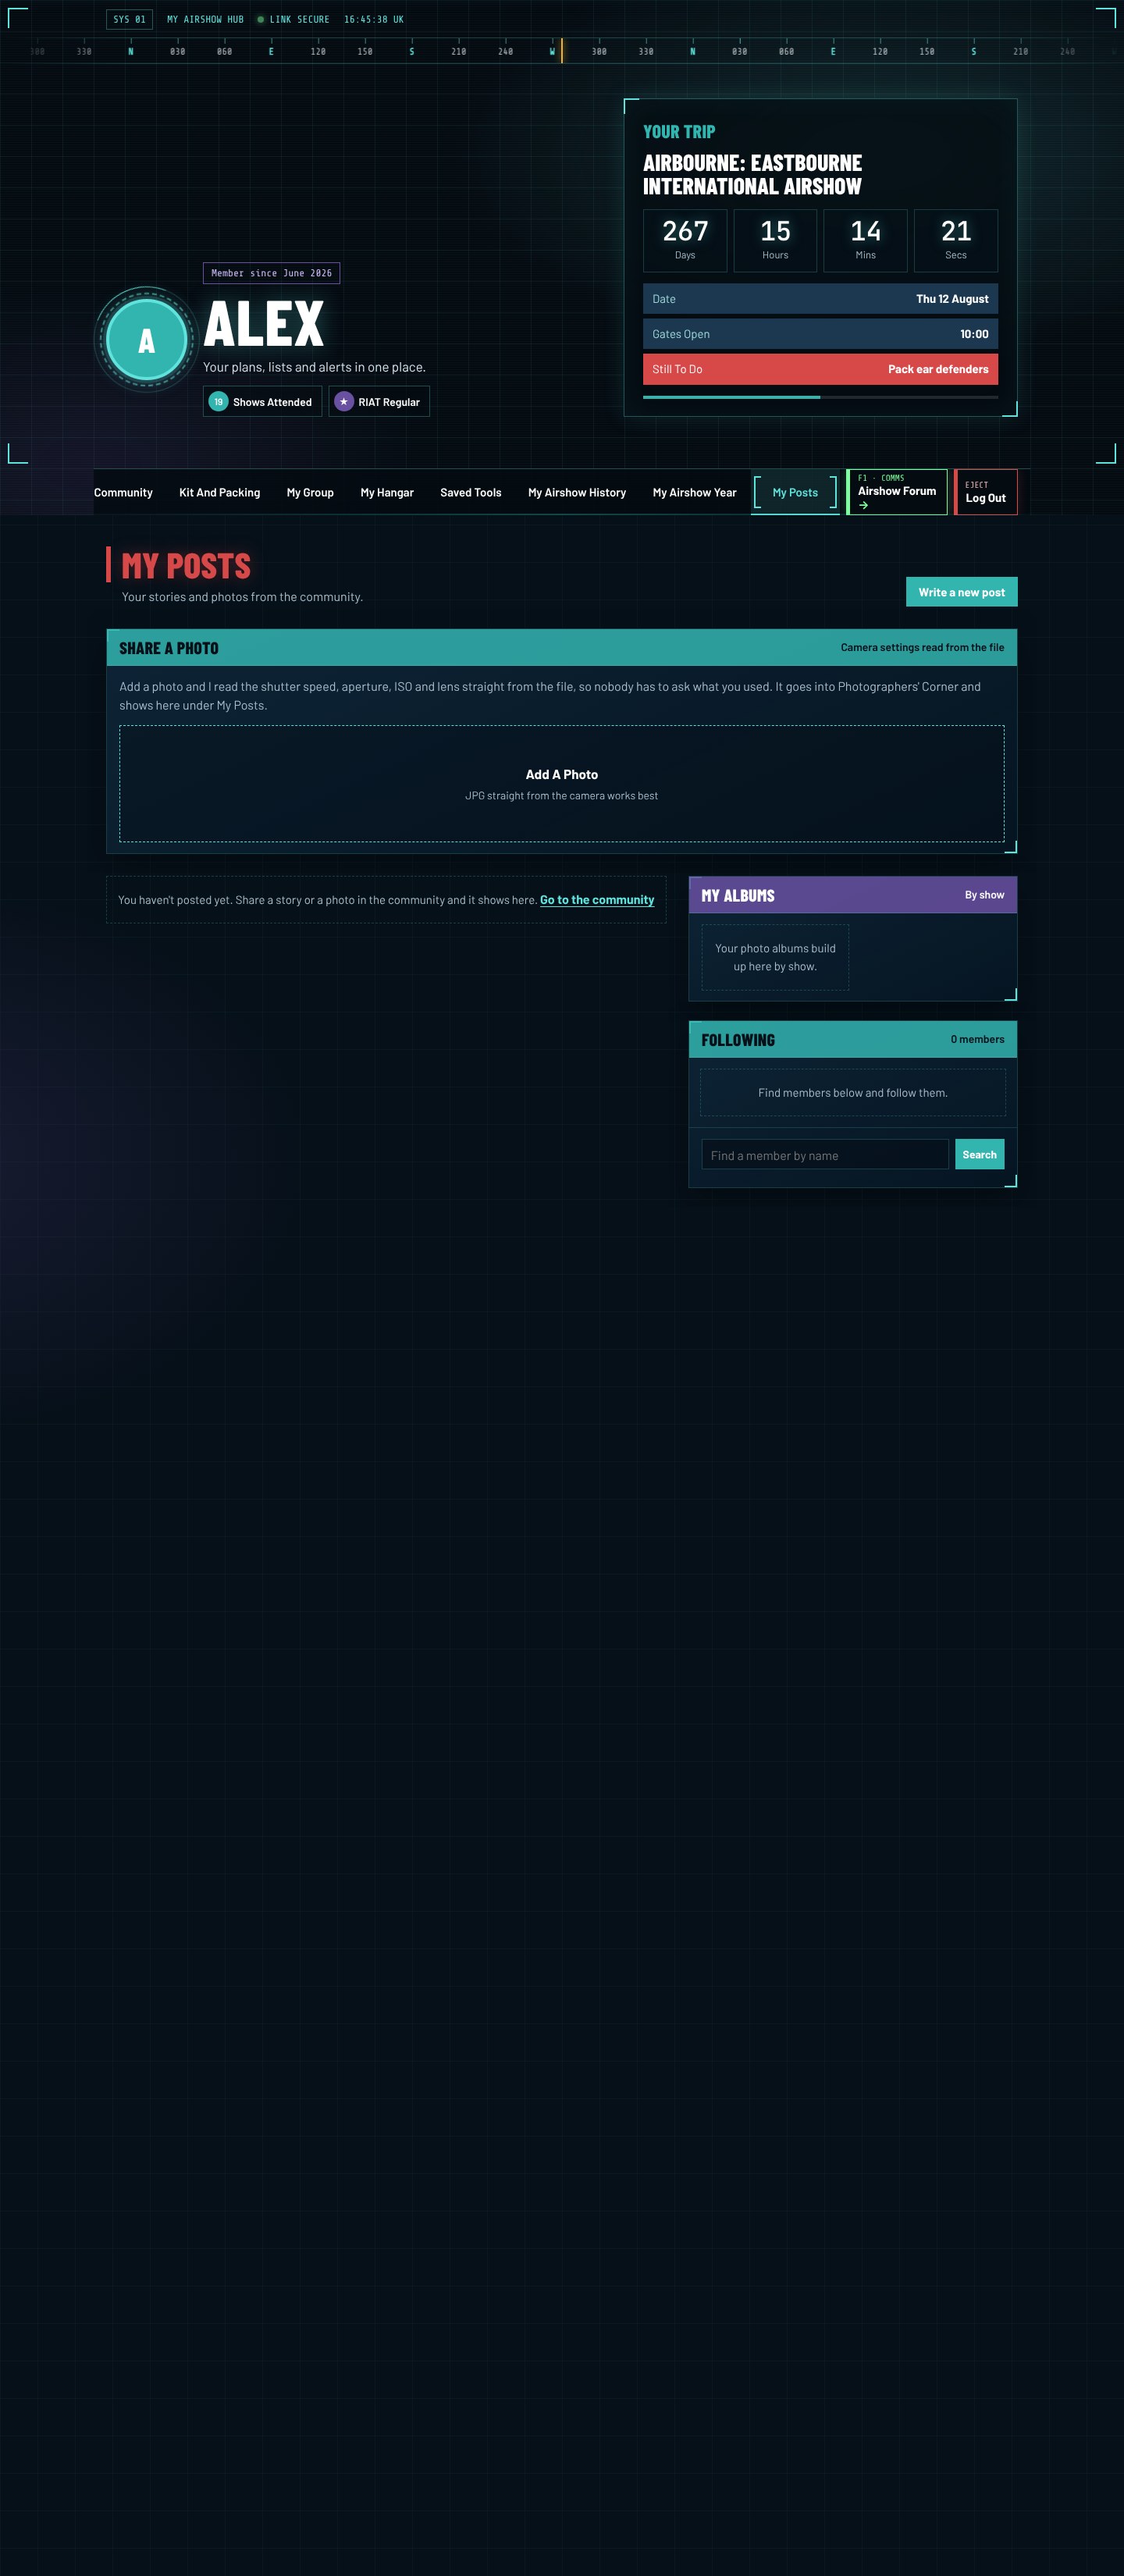 SYS 01 MY AIRSHOW HUB LINK SECURE 16:45:38 UK
300 330 N 030 060 E 120 150 S 210 240 W 300 330 N 030 060 E 120 150 S 210 240
YOUR TRIP
AIRBOURNE: EASTBOURNE
INTERNATIONAL AIRSHOW
267 15 14 21
Days Hours Mins Secs
Date Thu 12 August
Gates Open 10:00
Still To Do Pack ear defenders
Member since June 2026
A
ALEX
Your plans, lists and alerts in one place.
19 Shows Attended ★ RIAT Regular
Community Kit And Packing My Group My Hangar Saved Tools My Airshow History My Airshow Year My Posts
F1 · COMMS
Airshow Forum
→
EJECT
Log Out
MY POSTS
Your stories and photos from the community.
Write a new post
SHARE A PHOTO Camera settings read from the file
Add a photo and I read the shutter speed, aperture, ISO and lens straight from the file, so nobody has to ask what you used. It goes into Photographers' Corner and
shows here under My Posts.
Add A Photo
JPG straight from the camera works best
You haven't posted yet. Share a story or a photo in the community and it shows here. Go to the community
MY ALBUMS By show
Your photo albums build
up here by show.
FOLLOWING 0 members
Find members below and follow them.
Find a member by name Search